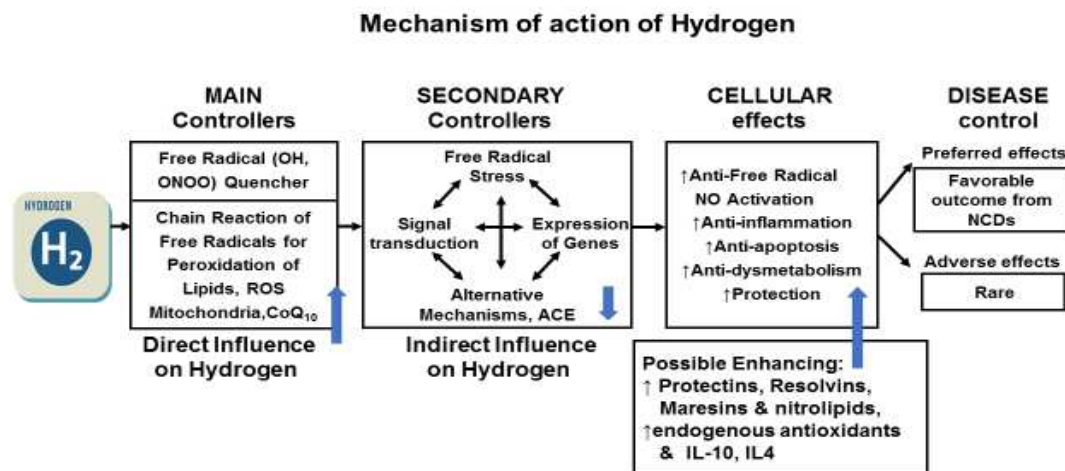 Mechanism of action of Hydrogen
MAIN
Controllers
SECONDARY
Controllers
CELLULAR
effects
DISEASE
control
HYDROGEN
H₂
Free Radical (OH,
ONOO) Quencher
Chain Reaction of
Free Radicals for
Peroxidation of
Lipids, ROS
Mitochondria,CoQ₁₀
Direct Influence
on Hydrogen
Free Radical
Stress
Signal
transduction
Expression
of Genes
Alternative
Mechanisms, ACE
Indirect Influence
on Hydrogen
↑Anti-Free Radical
NO Activation
↑Anti-inflammation
↑Anti-apoptosis
↑Anti-dysmetabolism
↑Protection
Possible Enhancing:
↑ Protectins, Resolvins,
Maresins & nitrolipids,
↑endogenous antioxidants
& IL-10, IL4
Preferred effects
Favorable
outcome from
NCDs
Adverse effects
Rare